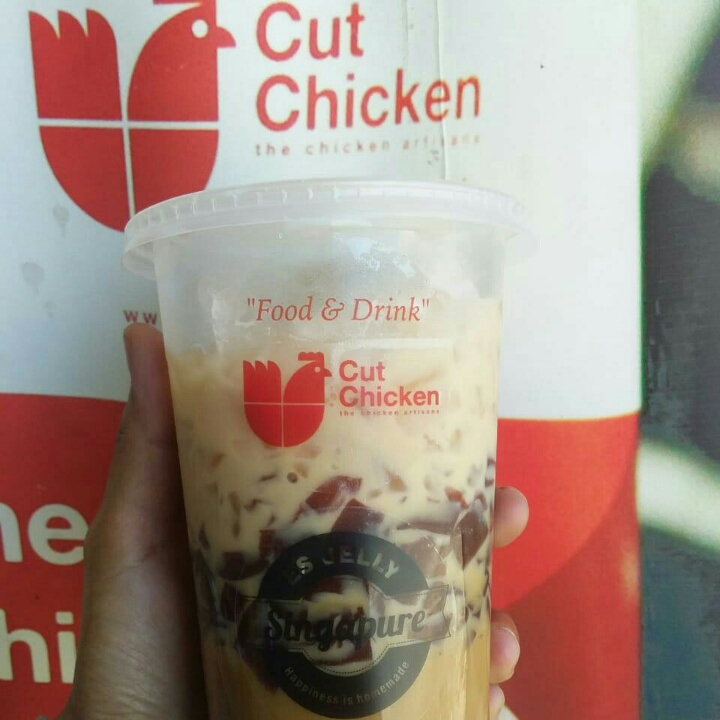 Cut
Chicken
the chicken artisans
"Food & Drink"
Cut
Chicken
the chicken artisans
ES JELLY
Singapure
Happiness is homemade